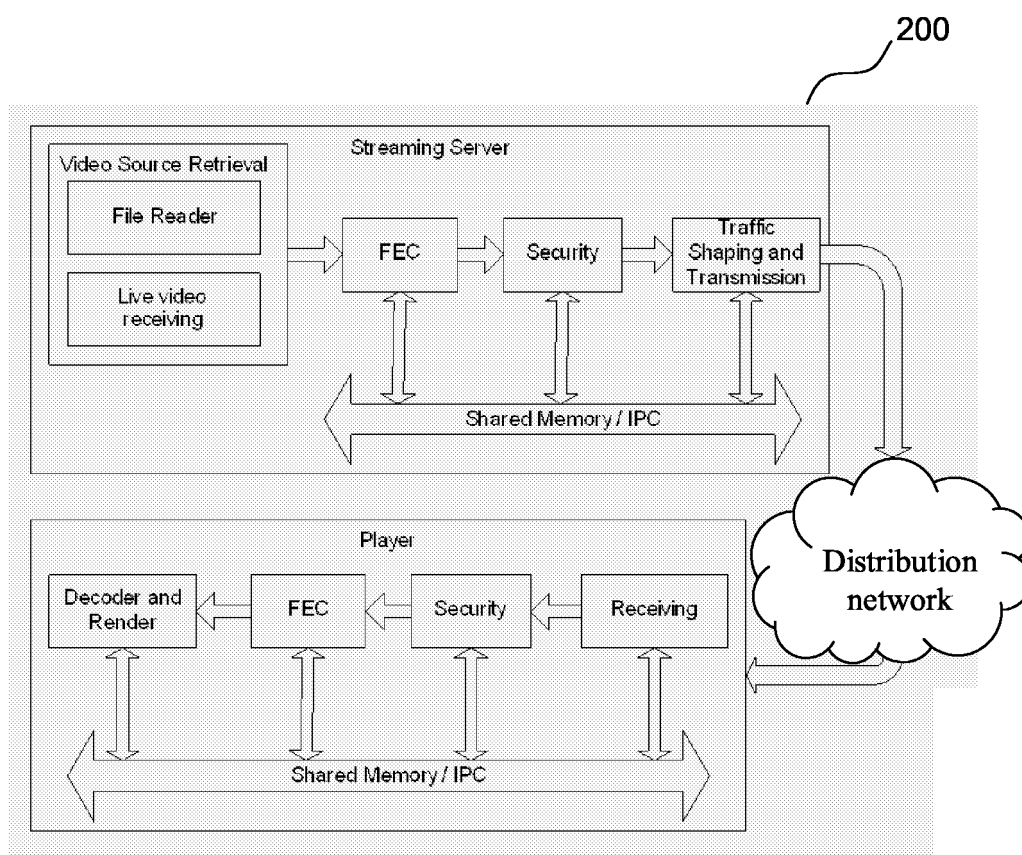 200
Streaming Server
Video Source Retrieval
File Reader
Live video
receiving
FEC
Security
Traffic
Shaping and
Transmission
Shared Memory / IPC
Distribution
network
Player
Decoder and
Render
FEC
Security
Receiving
Shared Memory / IPC